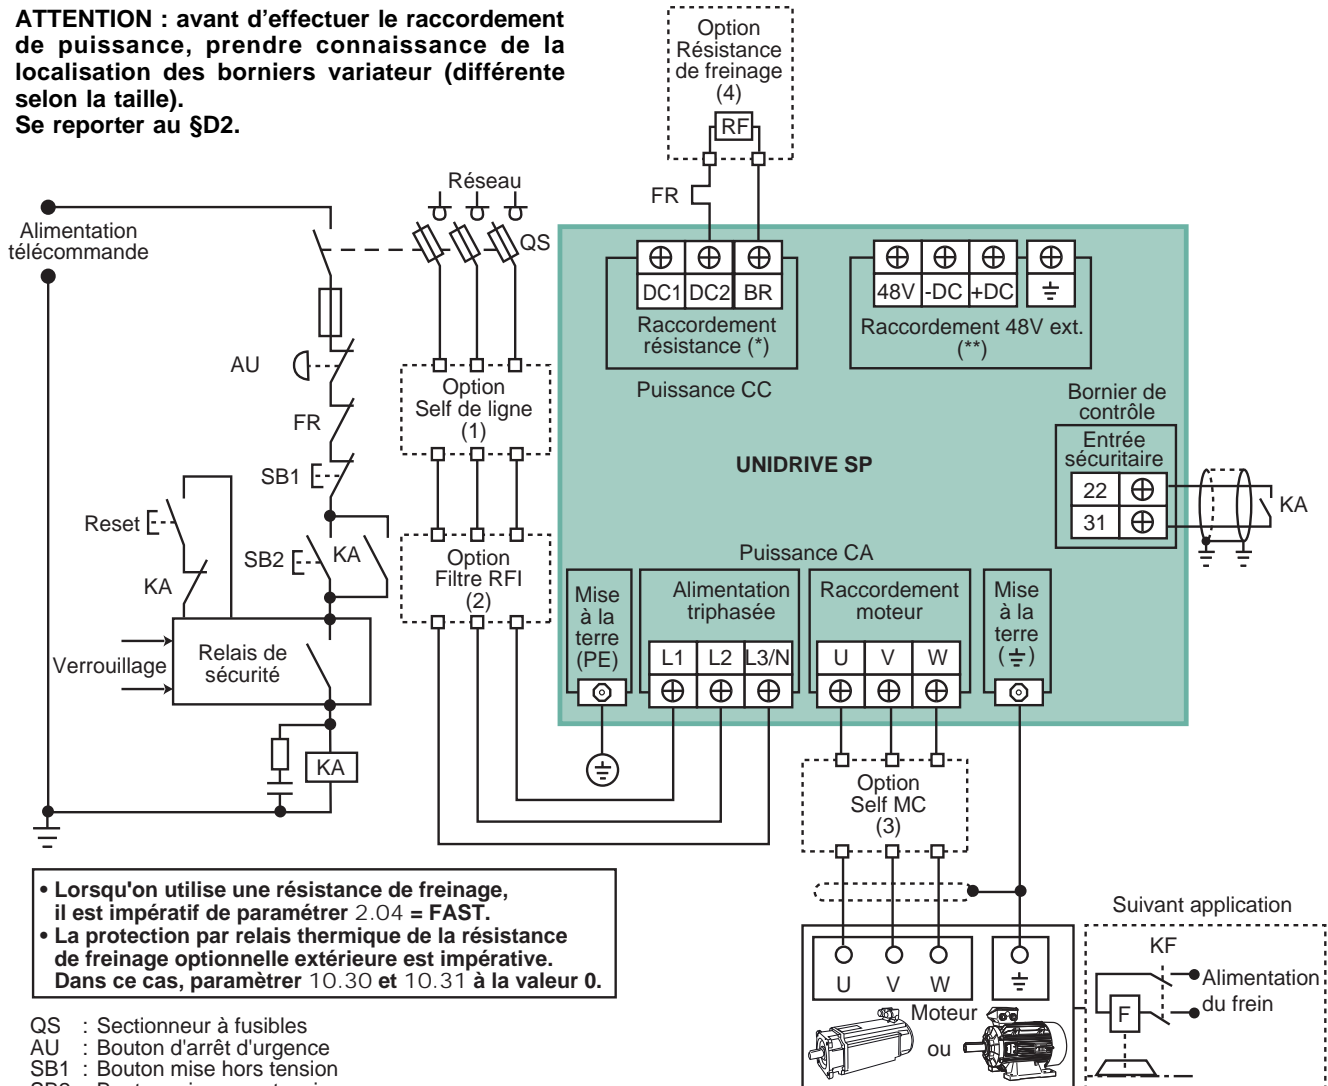 ATTENTION : avant d’effectuer le raccordement
de puissance, prendre connaissance de la
localisation des borniers variateur (différente
selon la taille).
Se reporter au §D2.
Option
Résistance
de freinage
(4)
RF
FR
Réseau
QS
Alimentation
télécommande
AU
FR
SB1
Reset
SB2
KA
KA
Verrouillage
Relais de
sécurité
KA
Option
Self de ligne
(1)
Option
Filtre RFI
(2)
DC1 DC2 BR
Raccordement
résistance (*)
Puissance CC
48V -DC +DC
Raccordement 48V ext.
(**)
Bornier de
contrôle
Entrée
sécuritaire
22
31
KA
UNIDRIVE SP
Puissance CA
Mise
à la
terre
(PE)
Alimentation
triphasée
L1 L2 L3/N
Raccordement
moteur
U V W
Mise
à la
terre
( )
Option
Self MC
(3)
U V W
Moteur
ou
Suivant application
KF
Alimentation
du frein
F
• Lorsqu'on utilise une résistance de freinage,
il est impératif de paramétrer 2.04 = FAST.
• La protection par relais thermique de la résistance
de freinage optionnelle extérieure est impérative.
Dans ce cas, paramètrer 10.30 et 10.31 à la valeur 0.
QS : Sectionneur à fusibles
AU : Bouton d'arrêt d'urgence
SB1 : Bouton mise hors tension